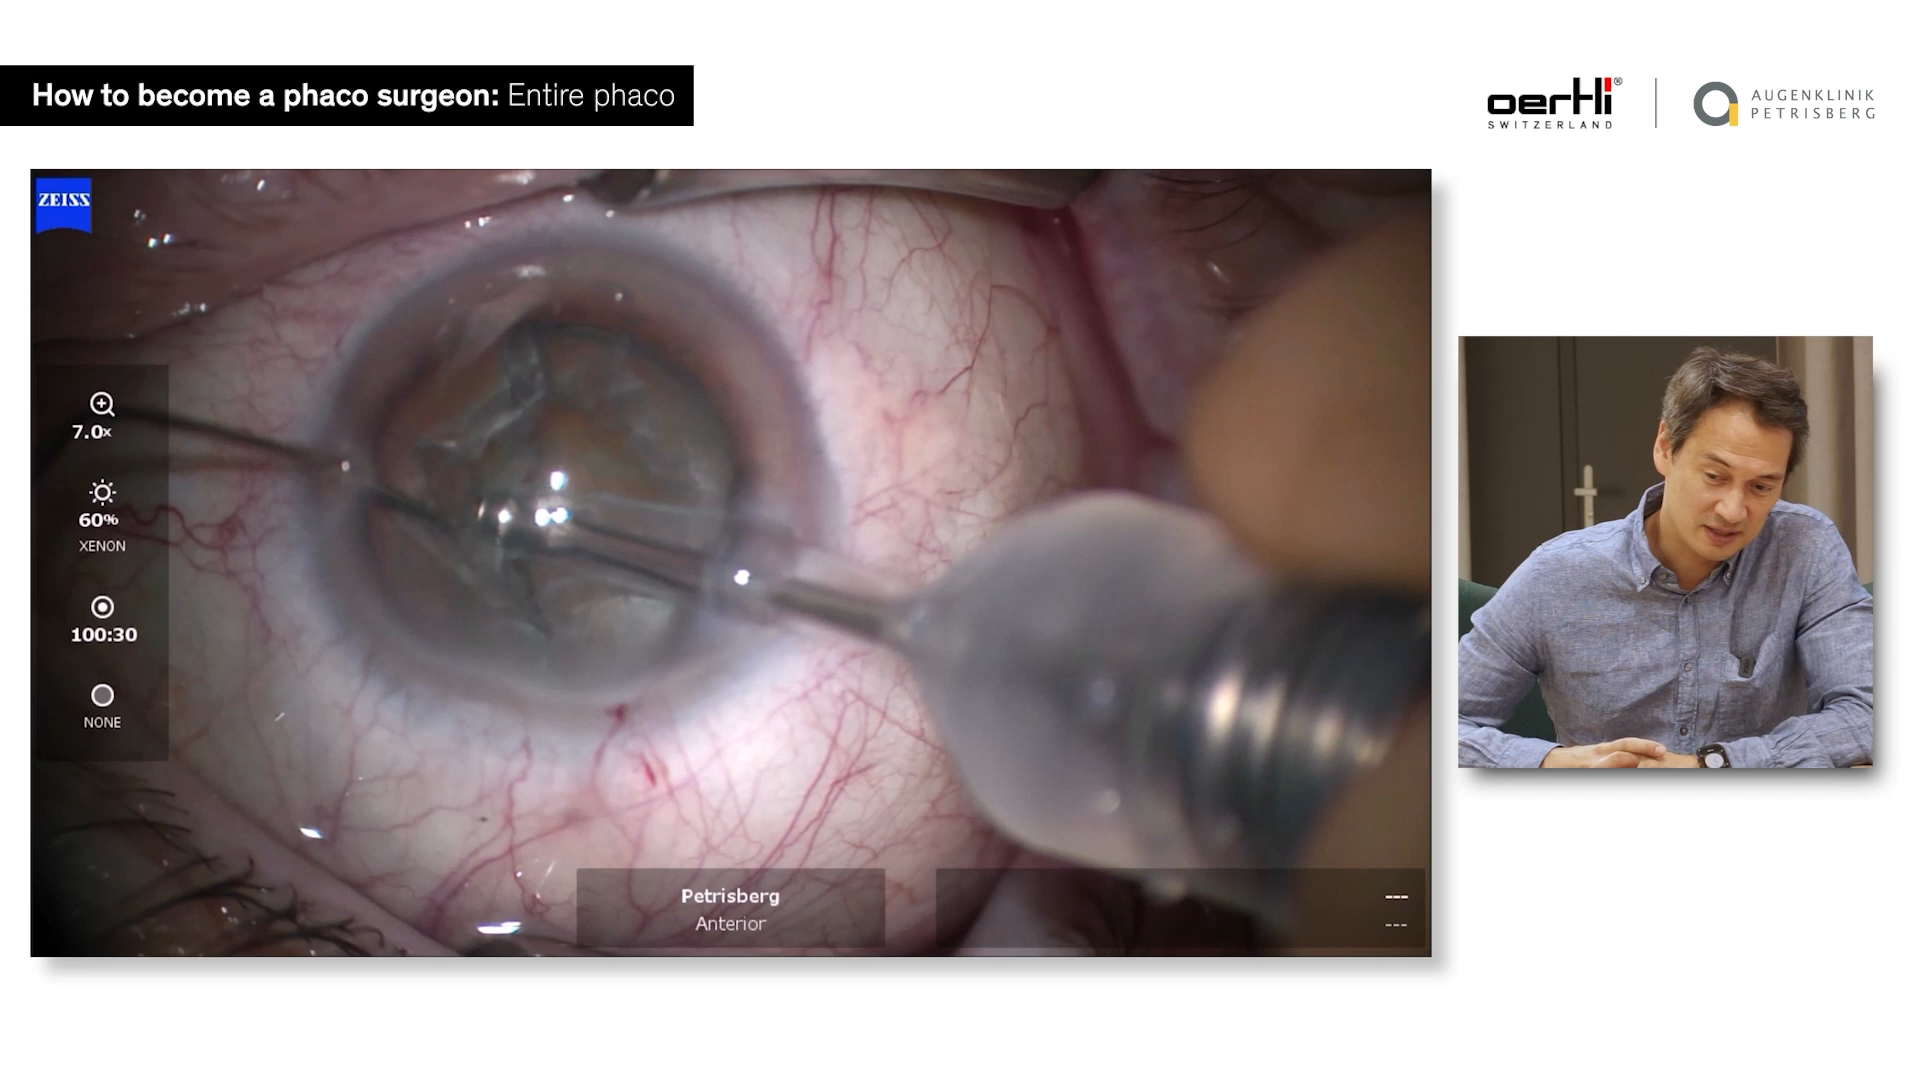 How to become a phaco surgeon: Entire phaco
oertli®
SWITZERLAND
AUGENKLINIK
PETRISBERG
ZEISS
7.0x
60%
XENON
100:30
NONE
Petrisberg
Anterior
---
---